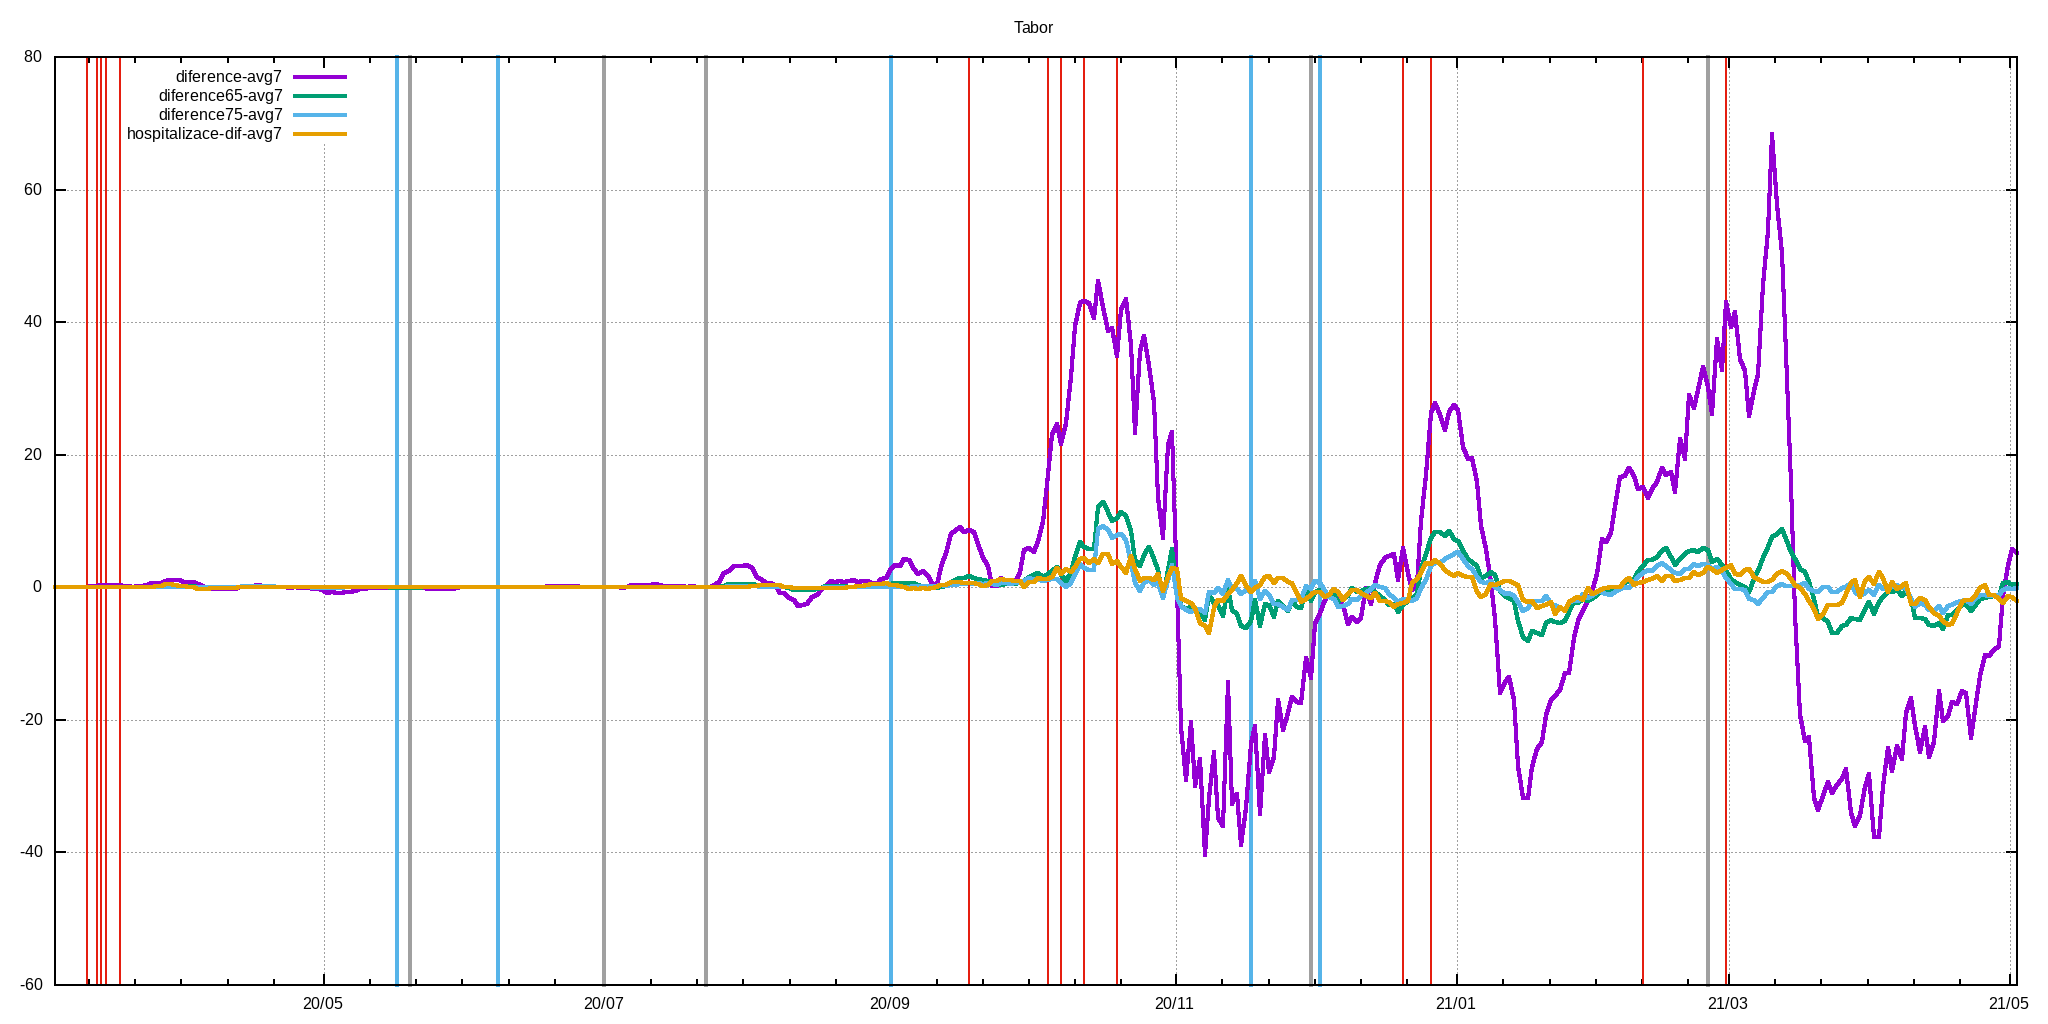 Tabor
80
60
40
20
0
-20
-40
-60
diference-avg7
diference65-avg7
diference75-avg7
hospitalizace-dif-avg7
20/05 20/07 20/09 20/11 21/01 21/03 21/05